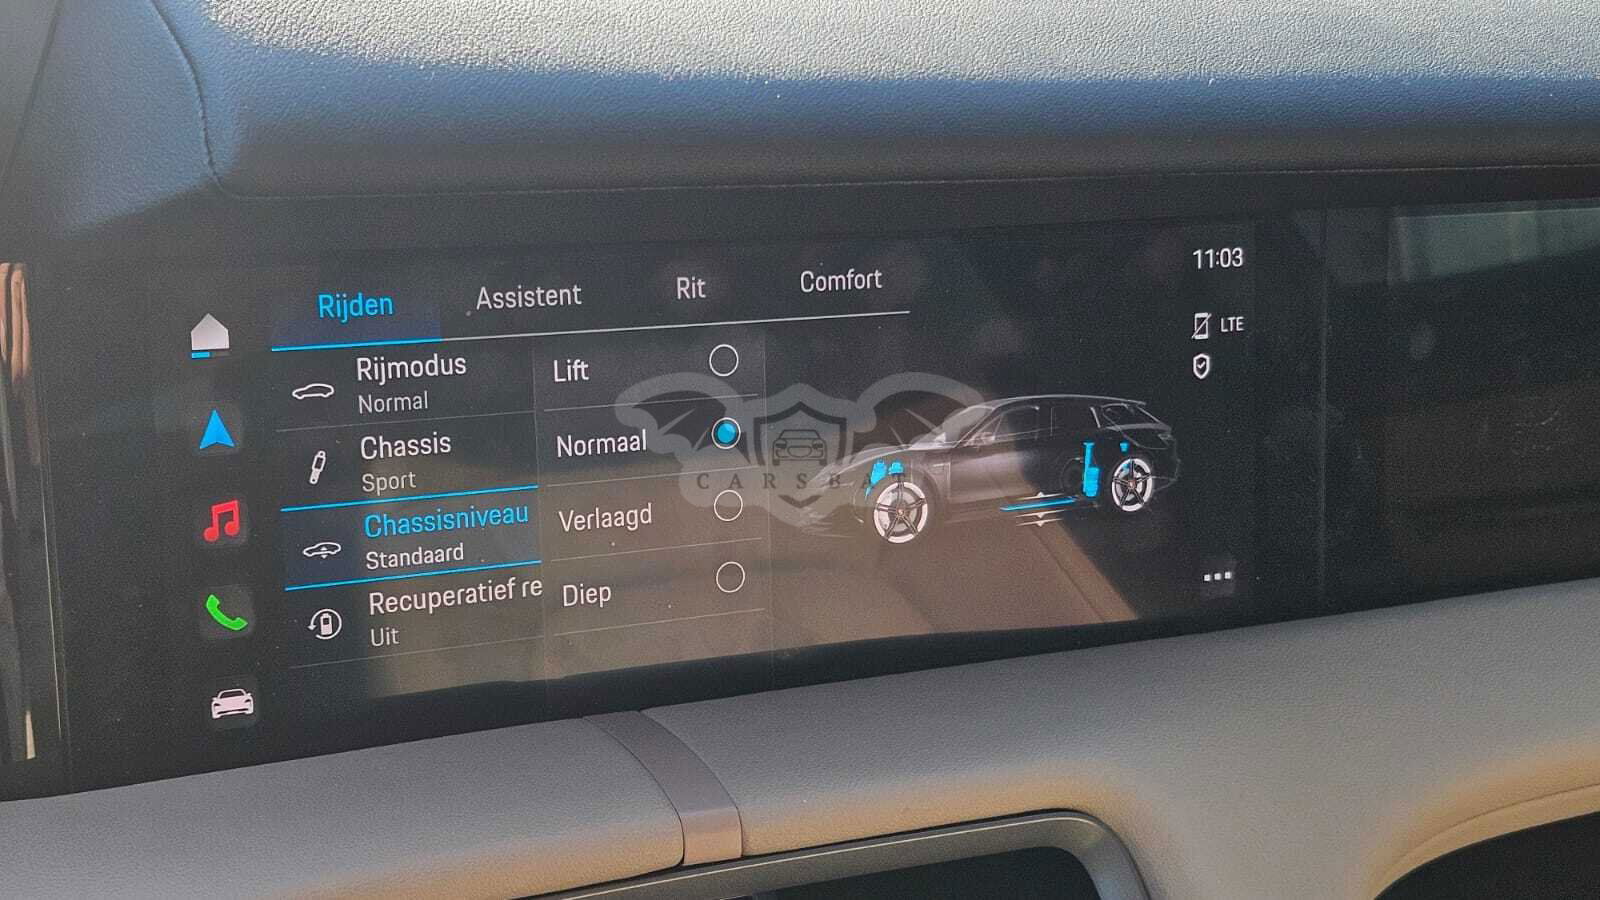 Rijden
Assistent
Rit
Comfort
11:03
LTE
Rijmodus
Normal
Chassis
Sport
Chassisniveau
Standaard
Recuperatief re
Uit
Lift
Normaal
Verlaagd
Diep
CARSBAT